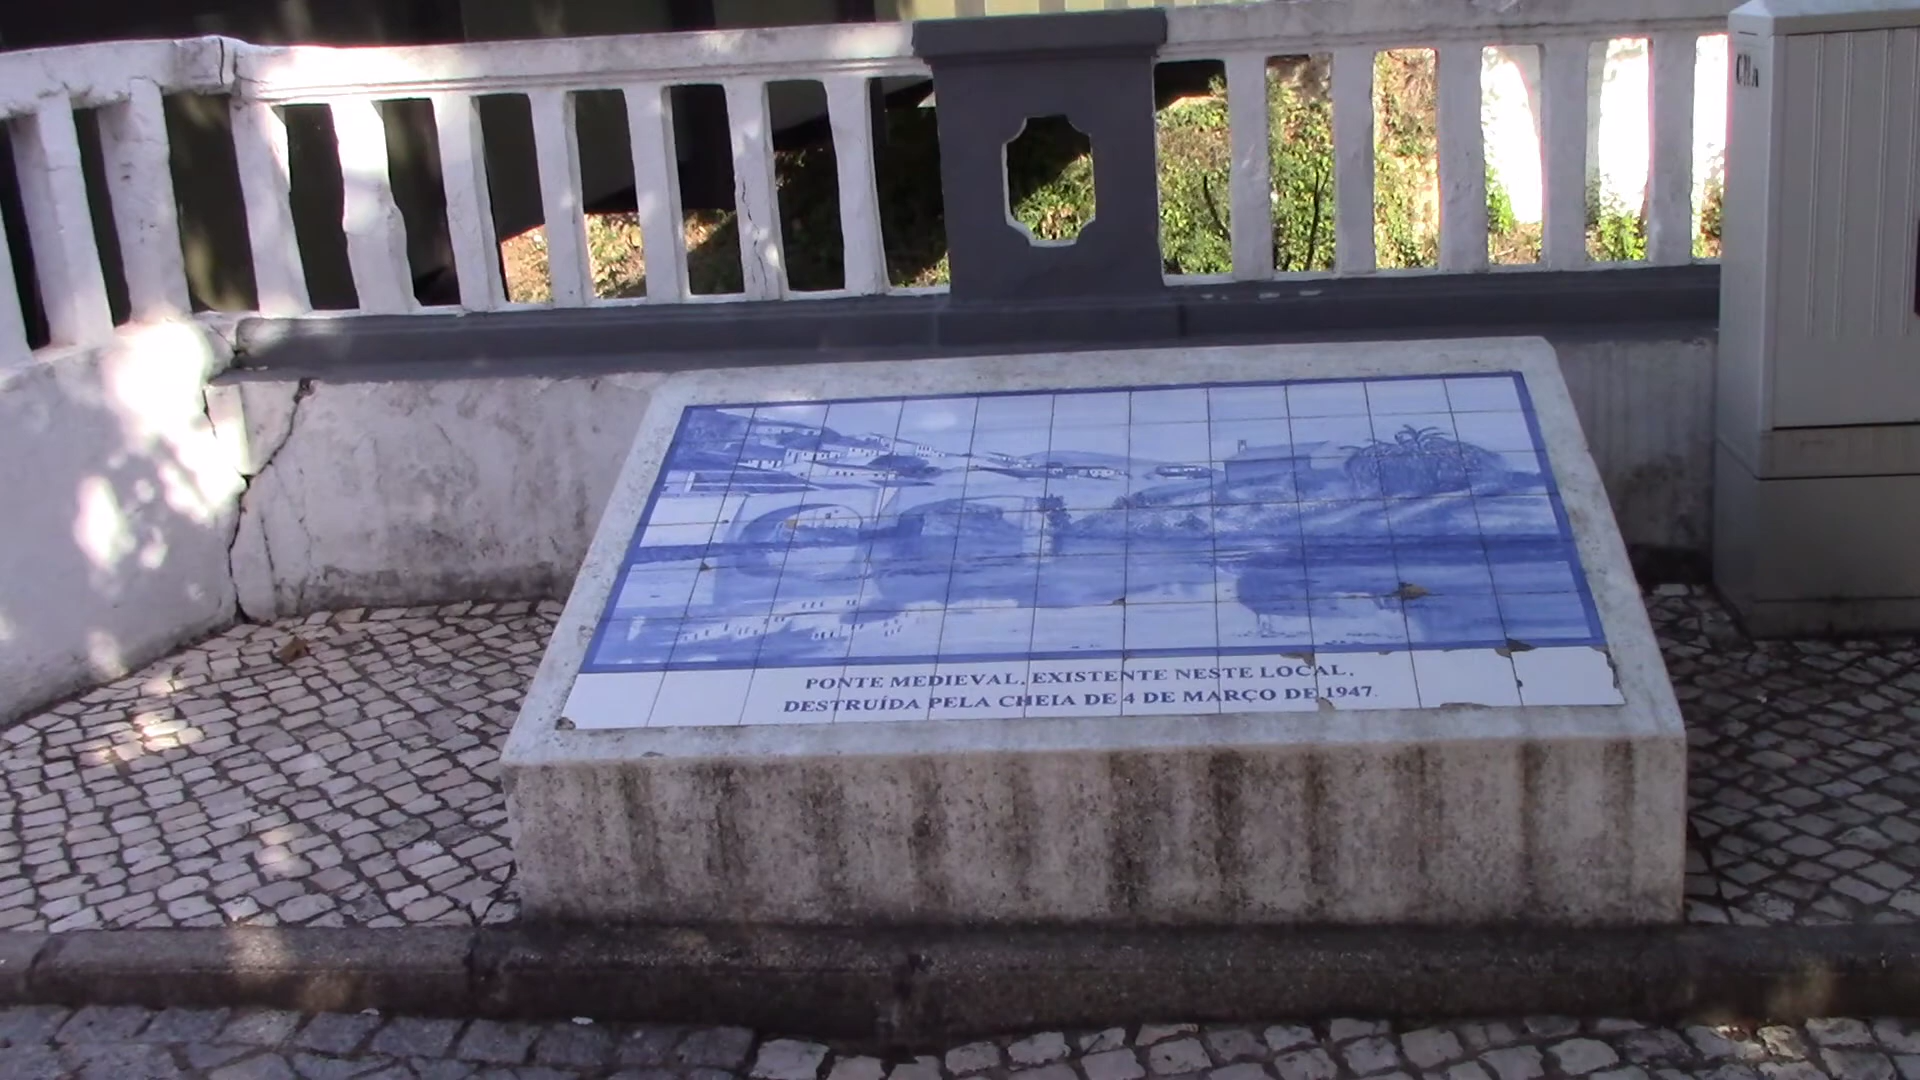 PONTE MEDIEVAL, EXISTENTE NESTE LOCAL,
DESTRUÍDA PELA CHEIA DE 4 DE MARÇO DE 1947.